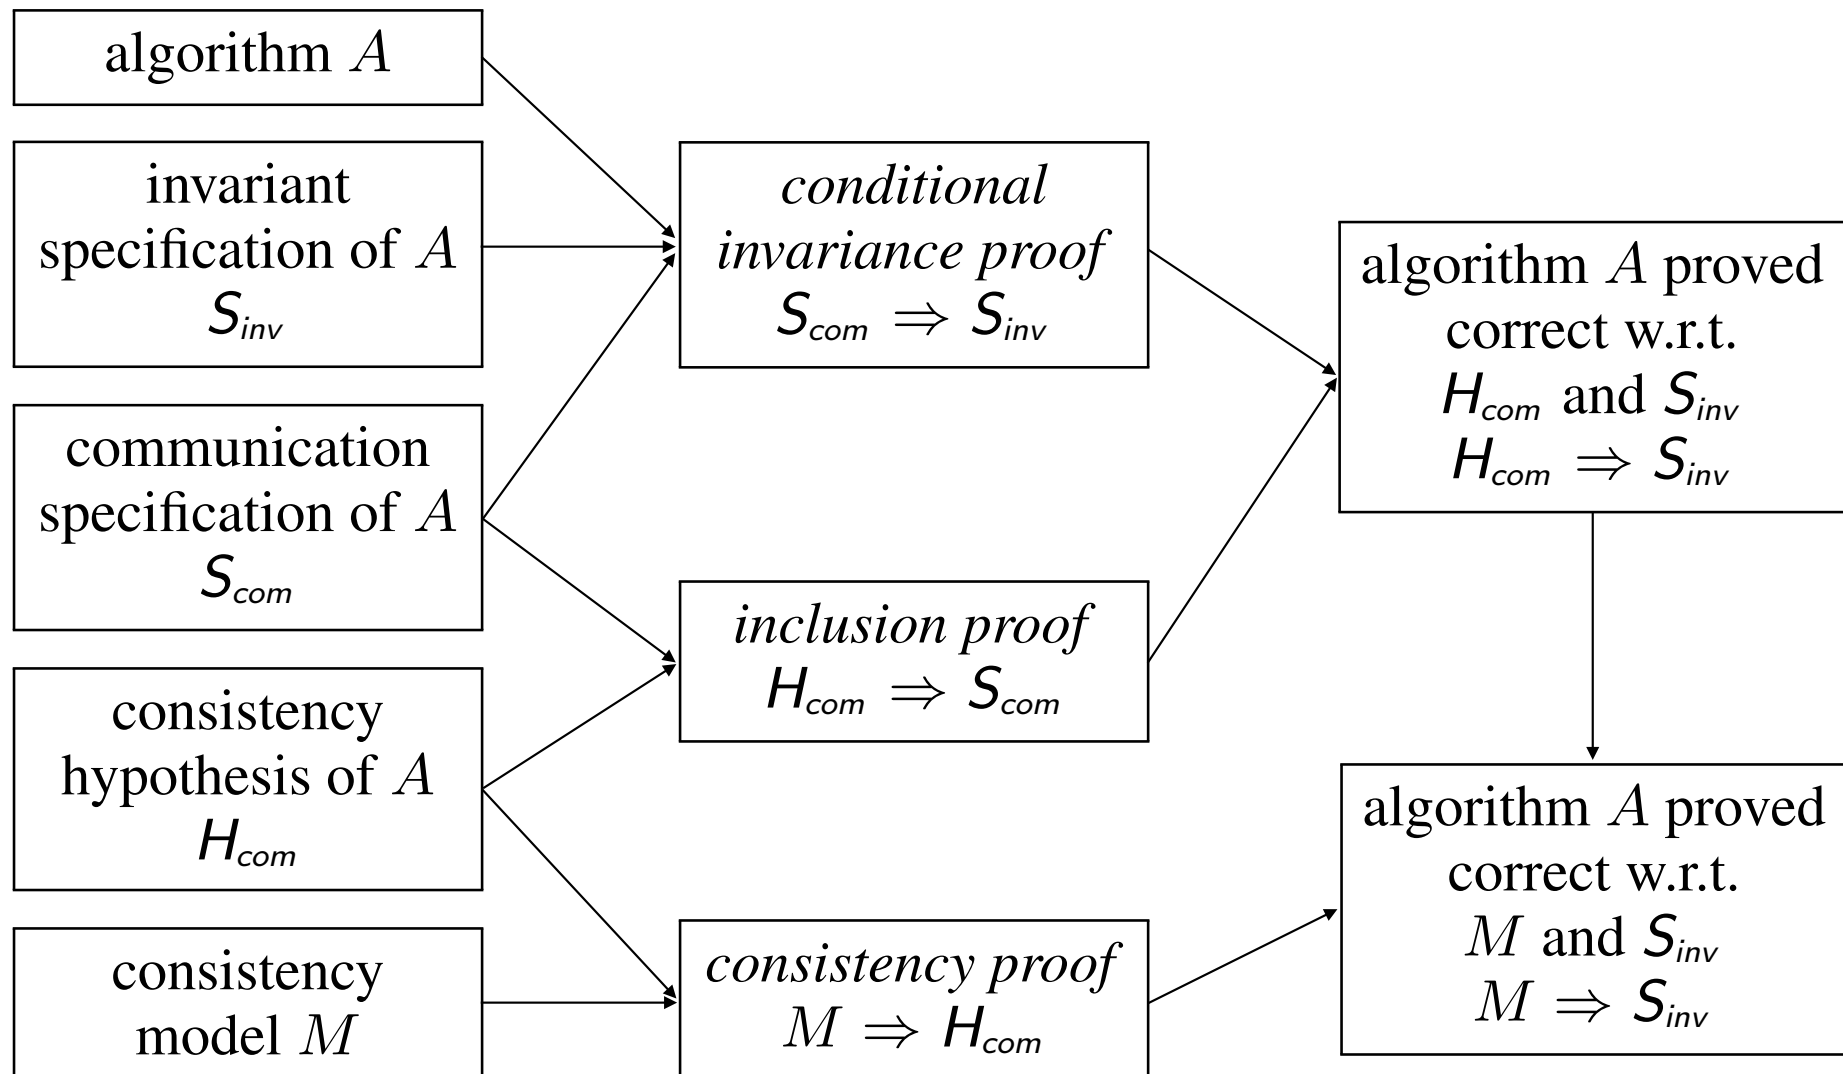 algorithm A
invariant
specification of A
S_inv
communication
specification of A
S_com
consistency
hypothesis of A
H_com
consistency
model M
conditional
invariance proof
S_com ⇒ S_inv
inclusion proof
H_com ⇒ S_com
consistency proof
M ⇒ H_com
algorithm A proved
correct w.r.t.
H_com and S_inv
H_com ⇒ S_inv
algorithm A proved
correct w.r.t.
M and S_inv
M ⇒ S_inv